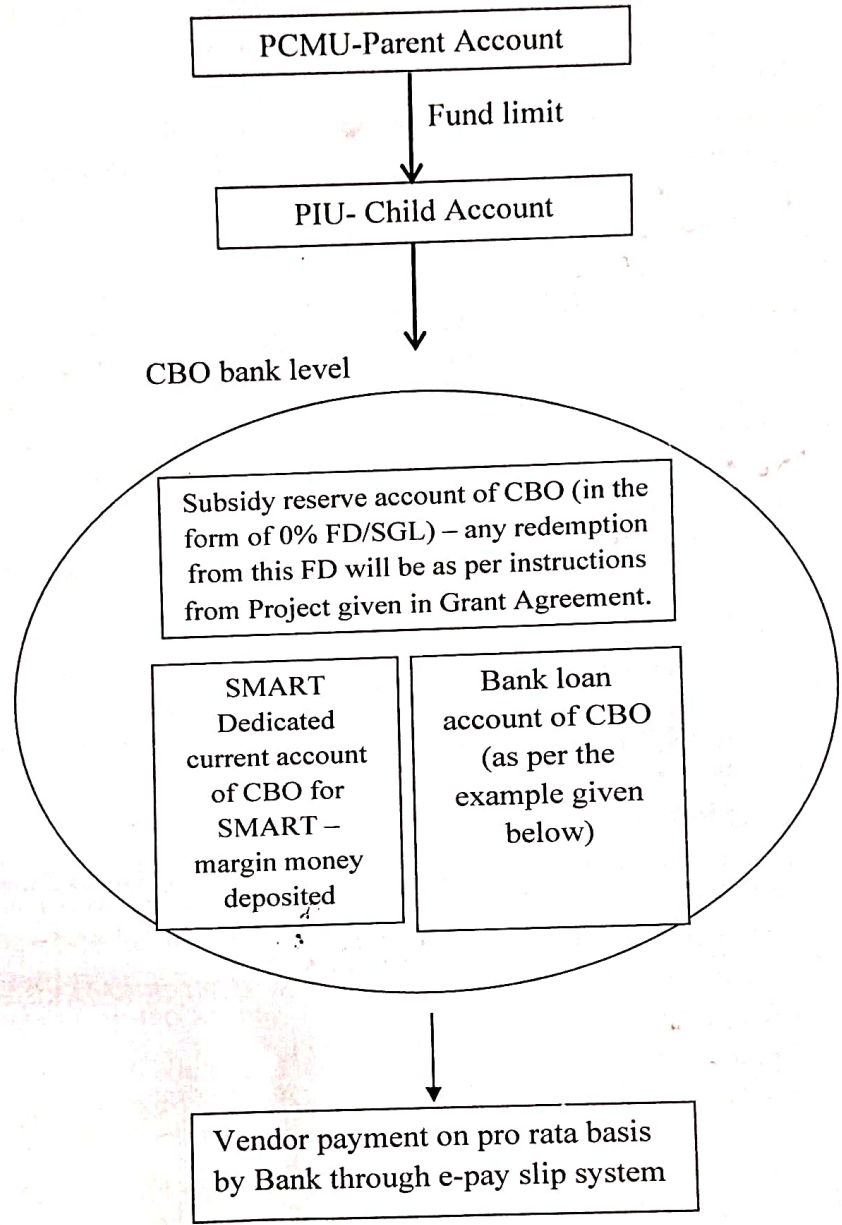 PCMU-Parent Account
Fund limit
PIU- Child Account
CBO bank level
Subsidy reserve account of CBO (in the
form of 0% FD/SGL) – any redemption
from this FD will be as per instructions
from Project given in Grant Agreement.
SMART
Dedicated
current account
of CBO for
SMART –
margin money
deposited
Bank loan
account of CBO
(as per the
example given
below)
Vendor payment on pro rata basis
by Bank through e-pay slip system